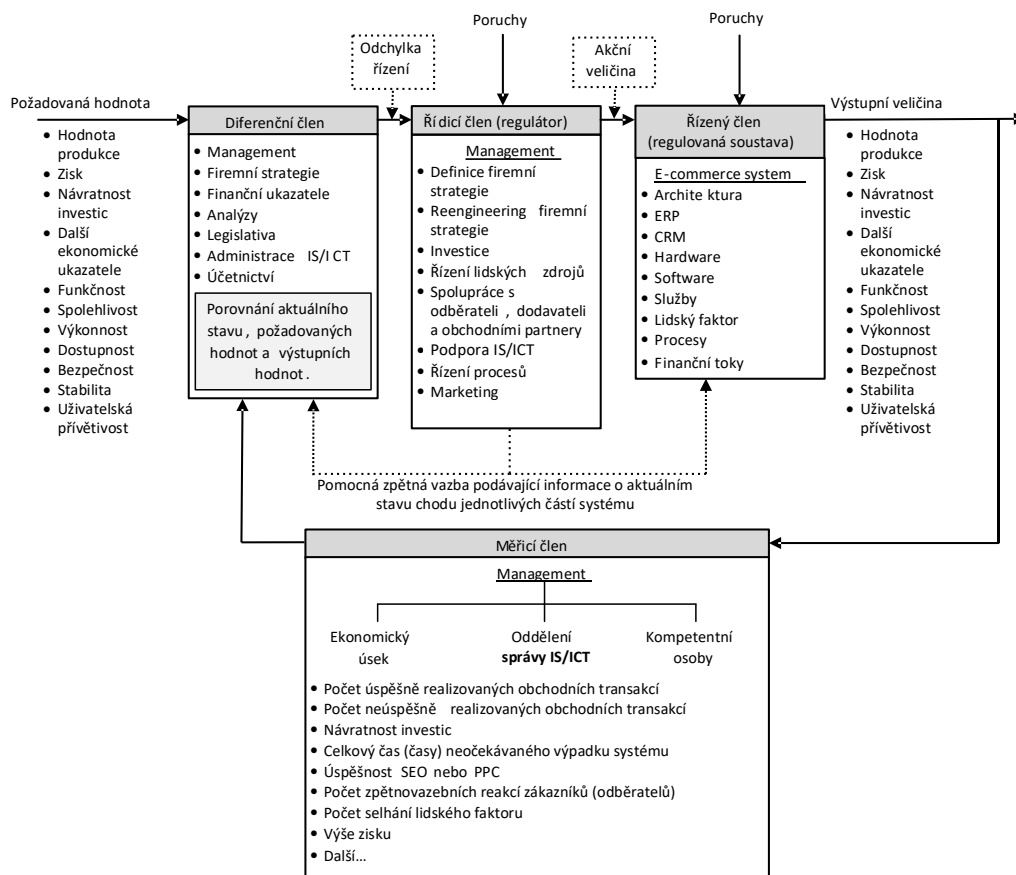 Poruchy
Poruchy
Odchylka
řízení
Akční
veličina
Požadovaná hodnota
• Hodnota
produkce
• Zisk
• Návratnost
investic
• Další
ekonomické
ukazatele
• Funkčnost
• Spolehlivost
• Výkonnost
• Dostupnost
• Bezpečnost
• Stabilita
• Uživatelská
přívětivost
Diferenční člen
• Management
• Firemní strategie
• Finanční ukazatele
• Analýzy
• Legislativa
• Administrace IS/ICT
• Účetnictví
Porovnání aktuálního
stavu, požadovaných
hodnot a výstupních
hodnot.
Řídicí člen (regulátor)
Management
• Definice firemní
strategie
• Reengineering firemní
strategie
• Investice
• Řízení lidských zdrojů
• Spolupráce s
odběrateli, dodavateli
a obchodními partnery
• Podpora IS/ICT
• Řízení procesů
• Marketing
Řízený člen
(regulovaná soustava)
E-commerce system
• Architektura
• ERP
• CRM
• Hardware
• Software
• Služby
• Lidský faktor
• Procesy
• Finanční toky
Výstupní veličina
• Hodnota
produkce
• Zisk
• Návratnost
investic
• Další
ekonomické
ukazatele
• Funkčnost
• Spolehlivost
• Výkonnost
• Dostupnost
• Bezpečnost
• Stabilita
• Uživatelská
přívětivost
Pomocná zpětná vazba podávající informace o aktuálním
stavu chodu jednotlivých částí systému
Měřicí člen
Management
Ekonomický
úsek
Oddělení
správy IS/ICT
Kompetentní
osoby
• Počet úspěšně realizovaných obchodních transakcí
• Počet neúspěšně realizovaných obchodních transakcí
• Návratnost investic
• Celkový čas (časy) neočekávaného výpadku systému
• Úspěšnost SEO nebo PPC
• Počet zpětnovazebních reakcí zákazníků (odběratelů)
• Počet selhání lidského faktoru
• Výše zisku
• Další…